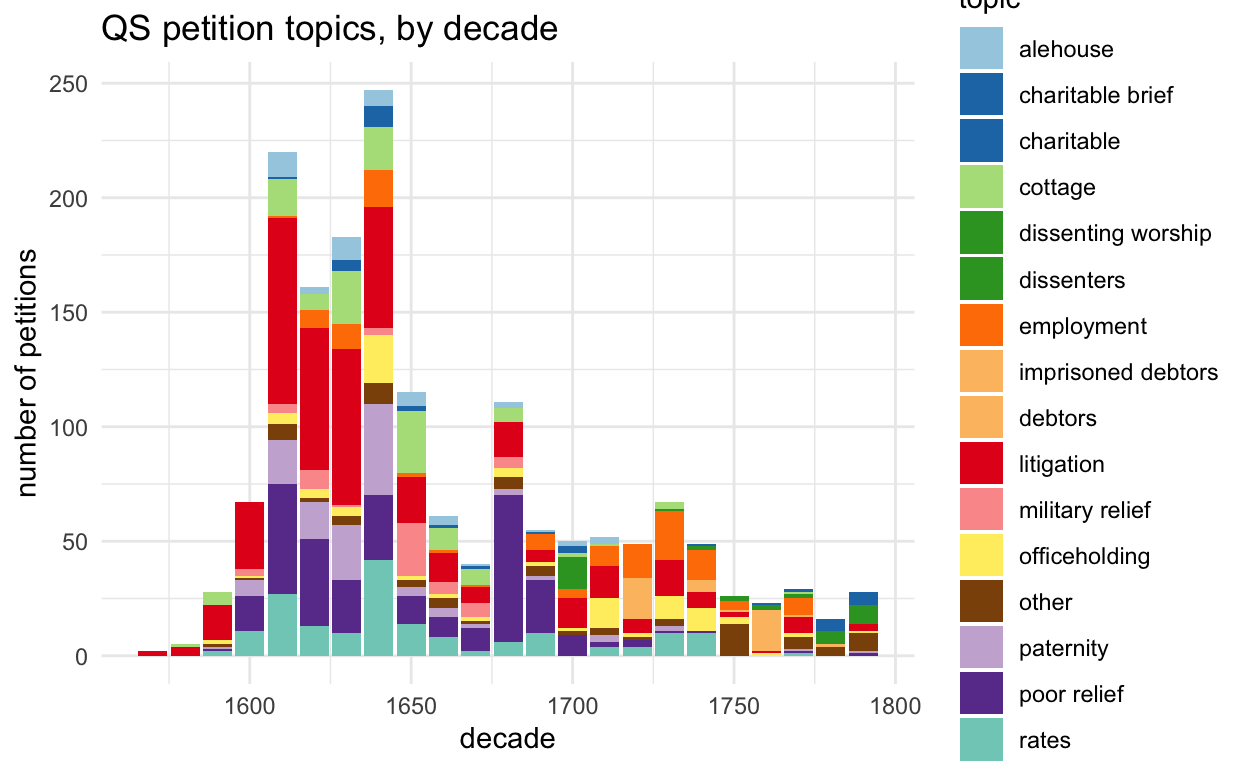 QS petition topics, by decade
topic
alehouse
charitable brief
charitable
cottage
dissenting worship
dissenters
employment
imprisoned debtors
debtors
litigation
military relief
officeholding
other
paternity
poor relief
rates
number of petitions
250
200
150
100
50
0
1600 1650 1700 1750 1800
decade